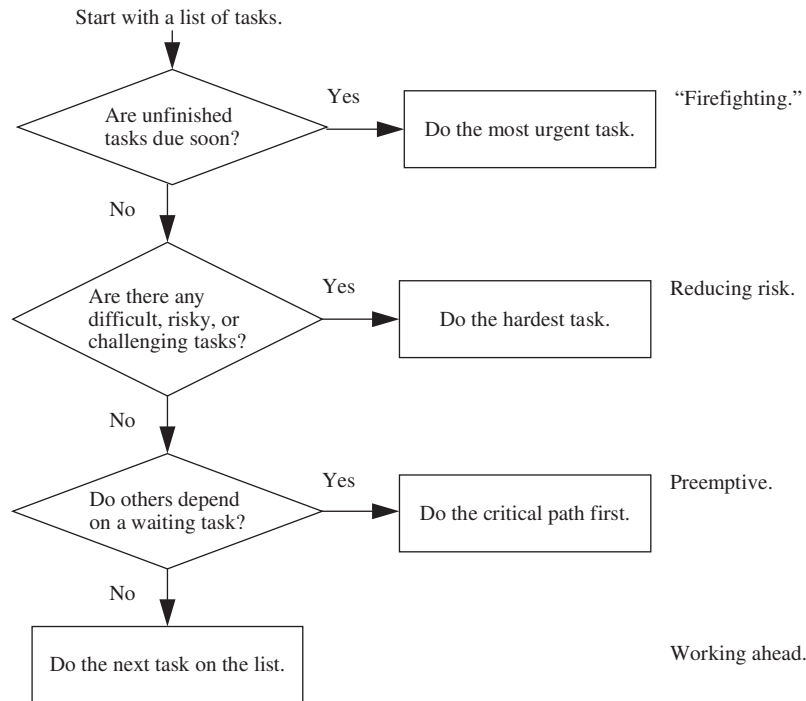 Start with a list of tasks.
Are unfinished
tasks due soon?
Yes
Do the most urgent task.
“Firefighting.”
No
Are there any
difficult, risky, or
challenging tasks?
Yes
Do the hardest task.
Reducing risk.
No
Do others depend
on a waiting task?
Yes
Do the critical path first.
Preemptive.
No
Do the next task on the list.
Working ahead.